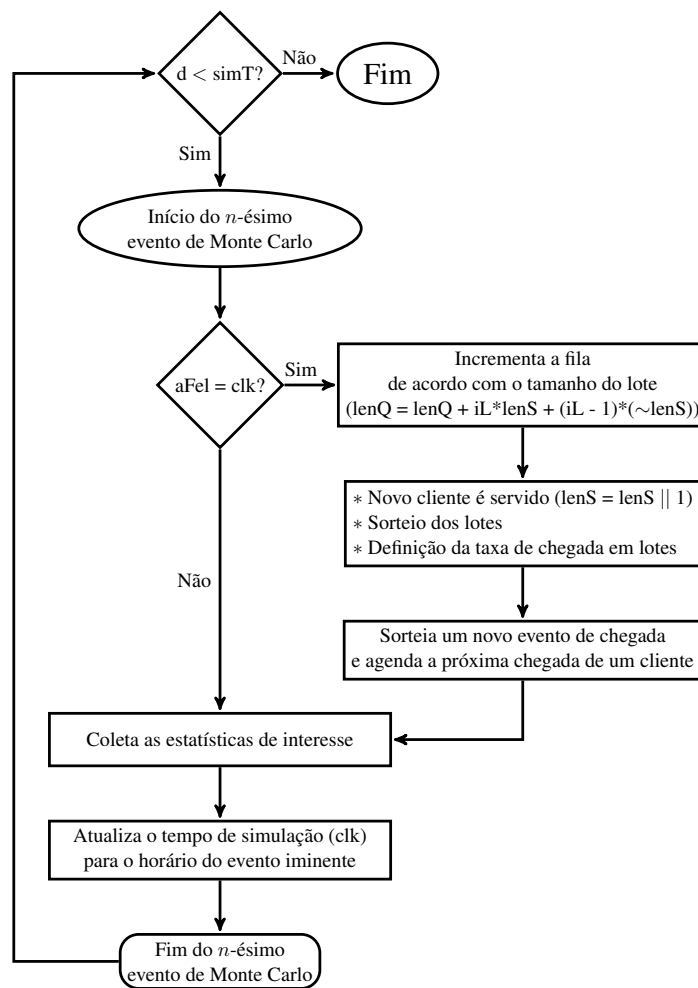 d < simT?
Não
Fim
Sim
Início do n-ésimo
evento de Monte Carlo
aFel = clk?
Sim
Incrementa a fila
de acordo com o tamanho do lote
(lenQ = lenQ + iL*lenS + (iL - 1)*(∼lenS))
∗ Novo cliente é servido (lenS = lenS || 1)
∗ Sorteio dos lotes
∗ Definição da taxa de chegada em lotes
Não
Sorteia um novo evento de chegada
e agenda a próxima chegada de um cliente
Coleta as estatísticas de interesse
Atualiza o tempo de simulação (clk)
para o horário do evento iminente
Fim do n-ésimo
evento de Monte Carlo